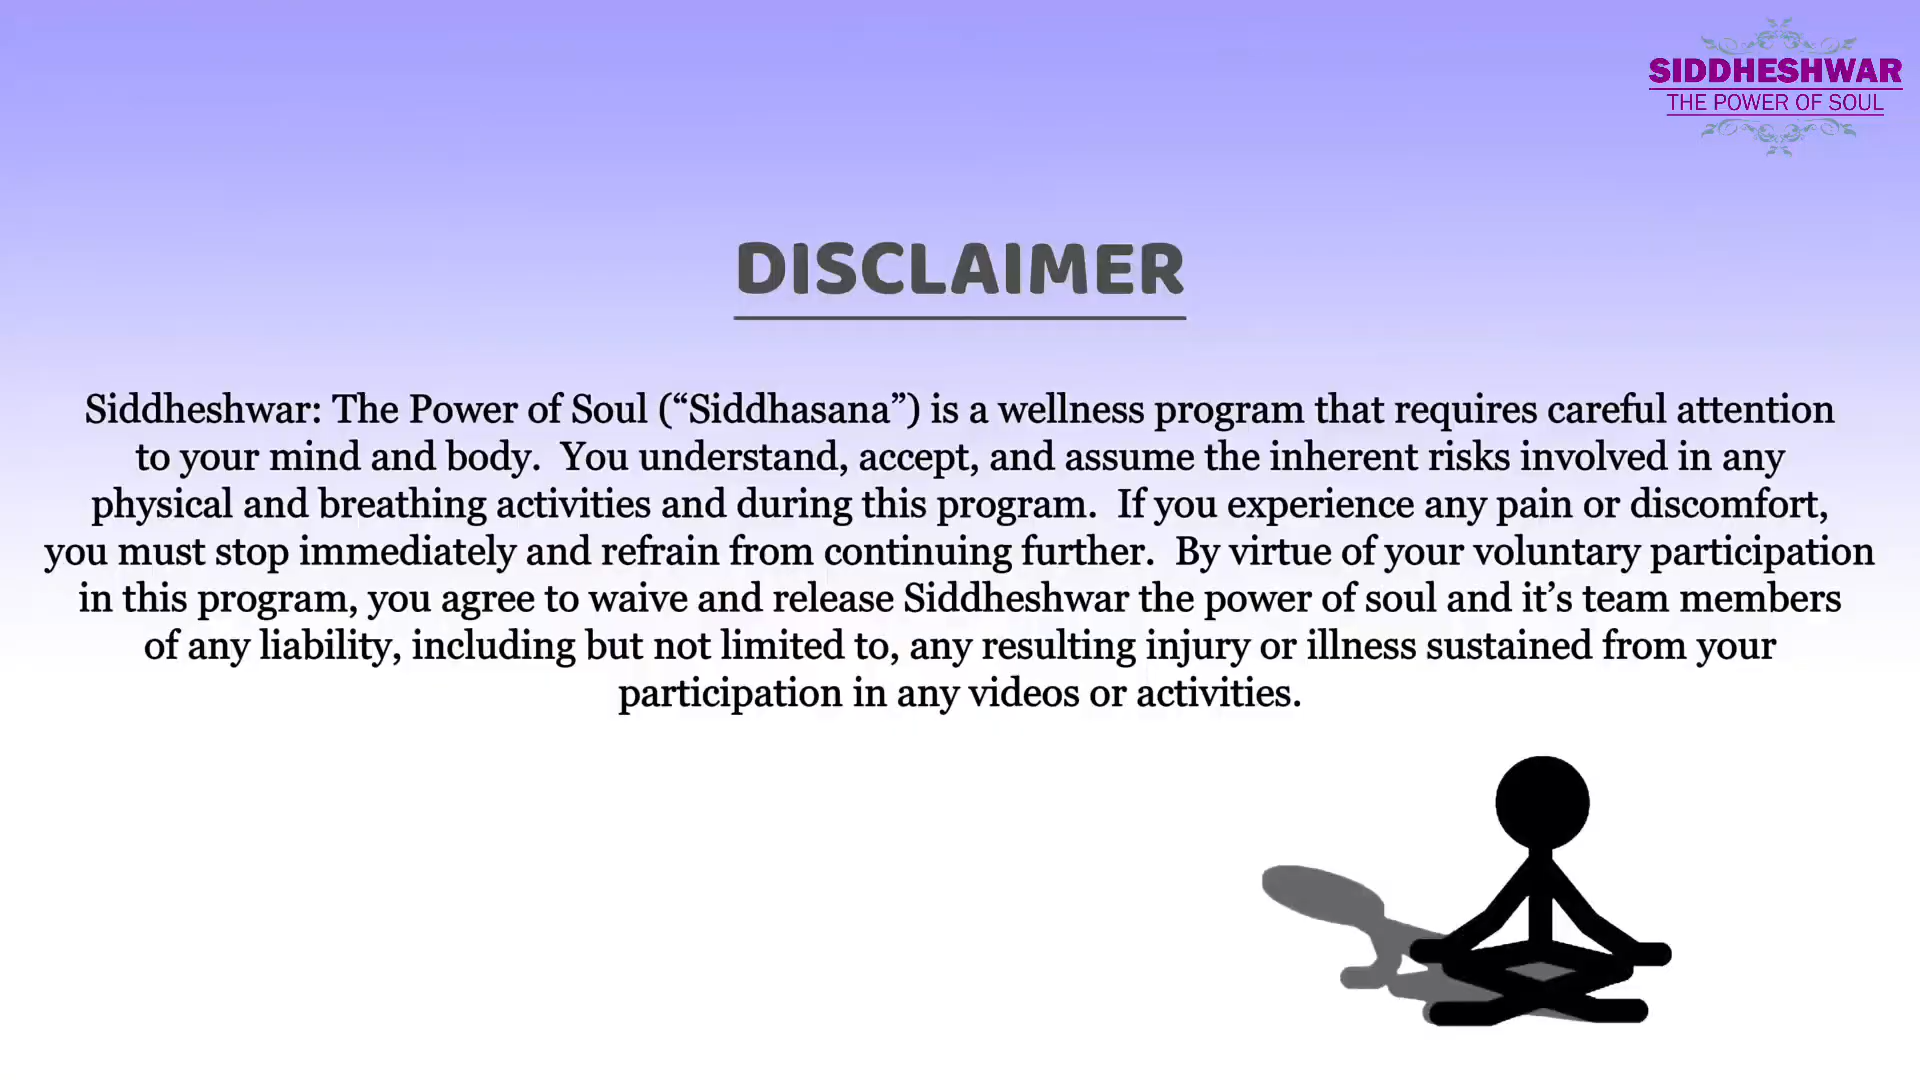 SIDDHESHWAR
THE POWER OF SOUL
DISCLAIMER
Siddheshwar: The Power of Soul (“Siddhasana”) is a wellness program that requires careful attention
to your mind and body.  You understand, accept, and assume the inherent risks involved in any
physical and breathing activities and during this program.  If you experience any pain or discomfort,
you must stop immediately and refrain from continuing further.  By virtue of your voluntary participation
in this program, you agree to waive and release Siddheshwar the power of soul and it’s team members
of any liability, including but not limited to, any resulting injury or illness sustained from your
participation in any videos or activities.